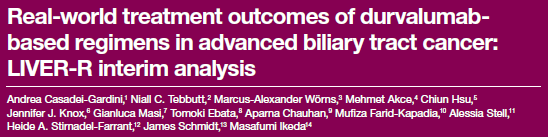 Real-world treatment outcomes of durvalumab-
based regimens in advanced biliary tract cancer:
LIVER-R interim analysis
Andrea Casadei-Gardini,¹ Niall C. Tebbutt,² Marcus-Alexander Wörns,³ Mehmet Akce,⁴ Chiun Hsu,⁵
Jennifer J. Knox,⁶ Gianluca Masi,⁷ Tomoki Ebata,⁸ Aparna Chauhan,⁹ Mufiza Farid-Kapadia,¹⁰ Alessia Stell,¹¹
Heide A. Stirnadel-Farrant,¹² James Schmidt,¹³ Masafumi Ikeda¹⁴